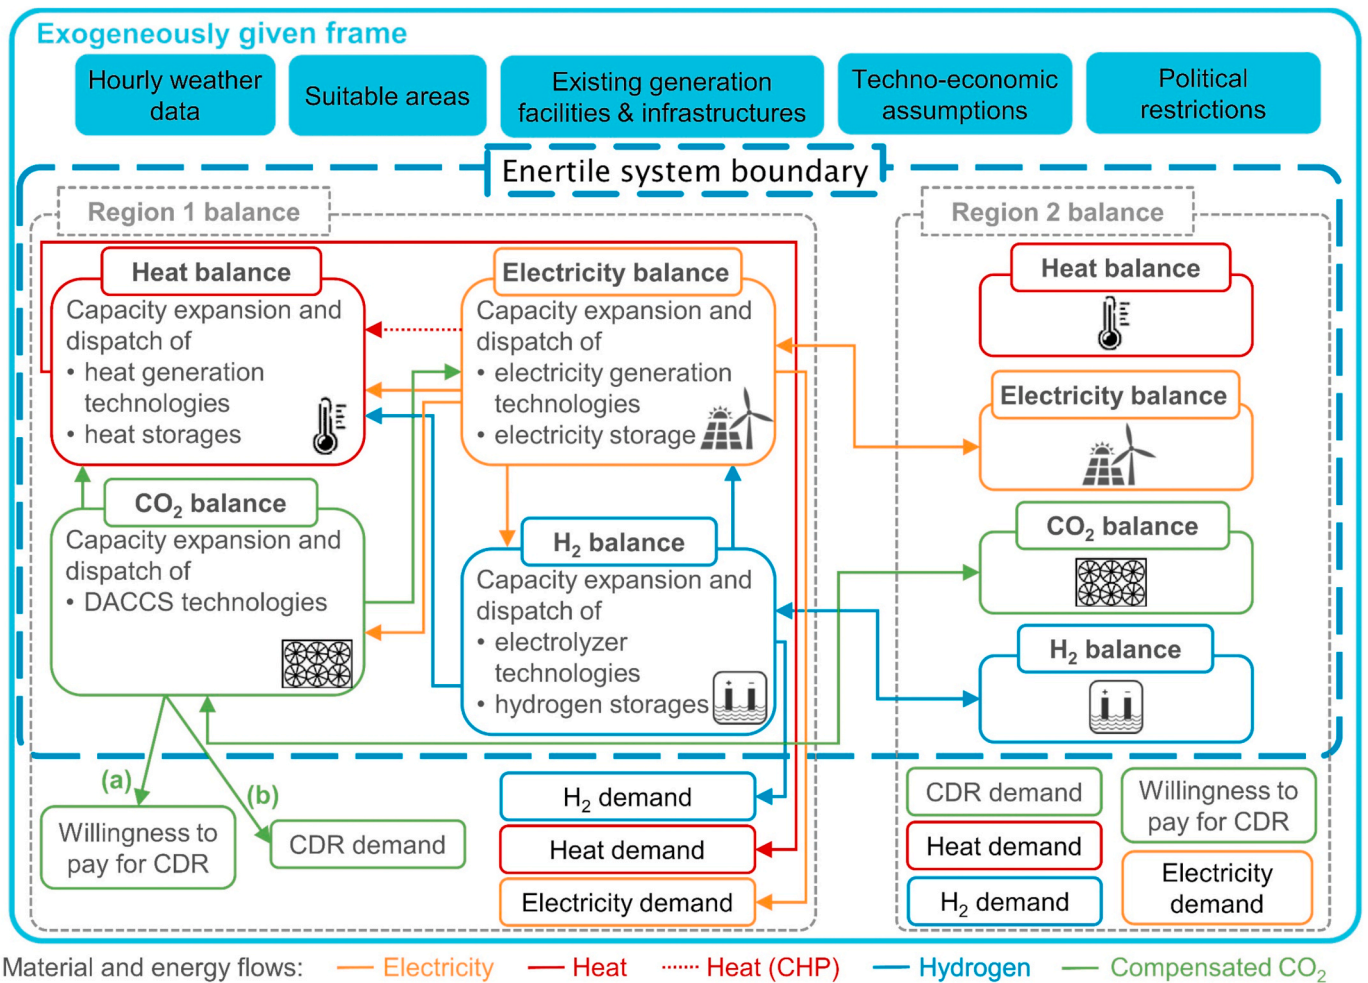 Exogeneously given frame
Hourly weather
data
Suitable areas
Existing generation
facilities & infrastructures
Techno-economic
assumptions
Political
restrictions
Enertile system boundary
Region 1 balance
Heat balance
Capacity expansion and
dispatch of
• heat generation
technologies
• heat storages
Electricity balance
Capacity expansion and
dispatch of
• electricity generation
technologies
• electricity storage
CO₂ balance
Capacity expansion and
dispatch of
• DACCS technologies
H₂ balance
Capacity expansion and
dispatch of
• electrolyzer
technologies
• hydrogen storages
+ −
(a)
(b)
Willingness to
pay for CDR
CDR demand
H₂ demand
Heat demand
Electricity demand
Region 2 balance
Heat balance
Electricity balance
CO₂ balance
H₂ balance
+ −
CDR demand
Heat demand
H₂ demand
Willingness to
pay for CDR
Electricity
demand
Material and energy flows: Electricity Heat Heat (CHP) Hydrogen Compensated CO₂